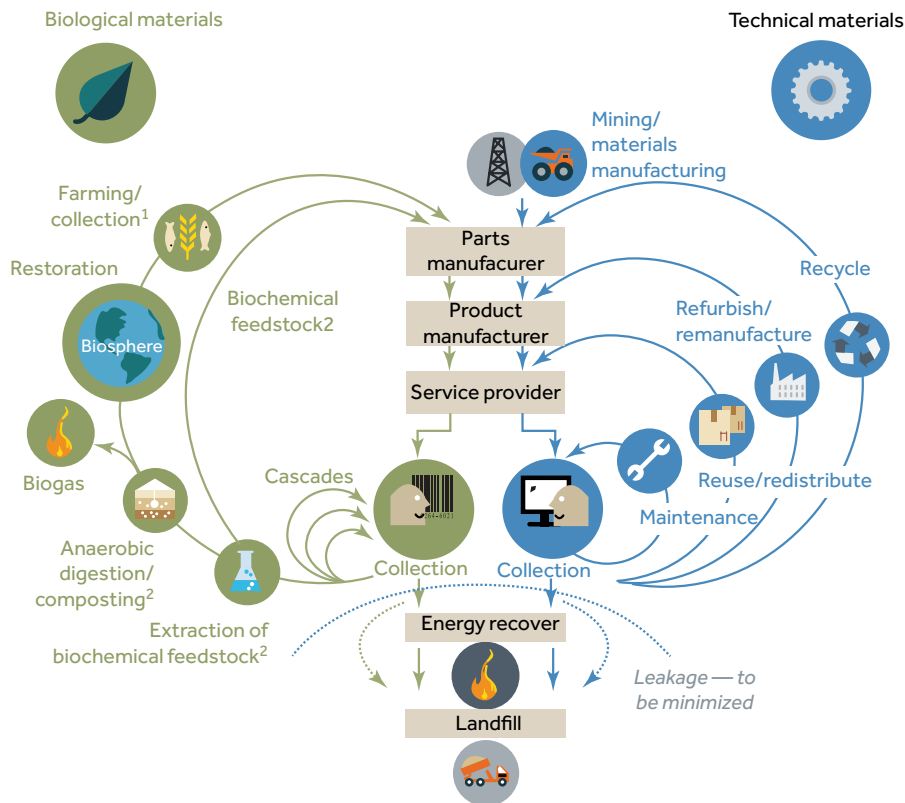 Biological materials
Technical materials
Mining/
materials
manufacturing
Farming/
collection1
Parts
manufacurer
Restoration
Recycle
Biochemical
feedstock2
Refurbish/
remanufacture
Product
manufacturer
Biosphere
Service provider
Cascades
Biogas
Reuse/redistribute
Maintenance
264-6021
Anaerobic
digestion/
composting2
Collection
Collection
Extraction of
biochemical feedstock2
Energy recover
Leakage — to
be minimized
Landfill